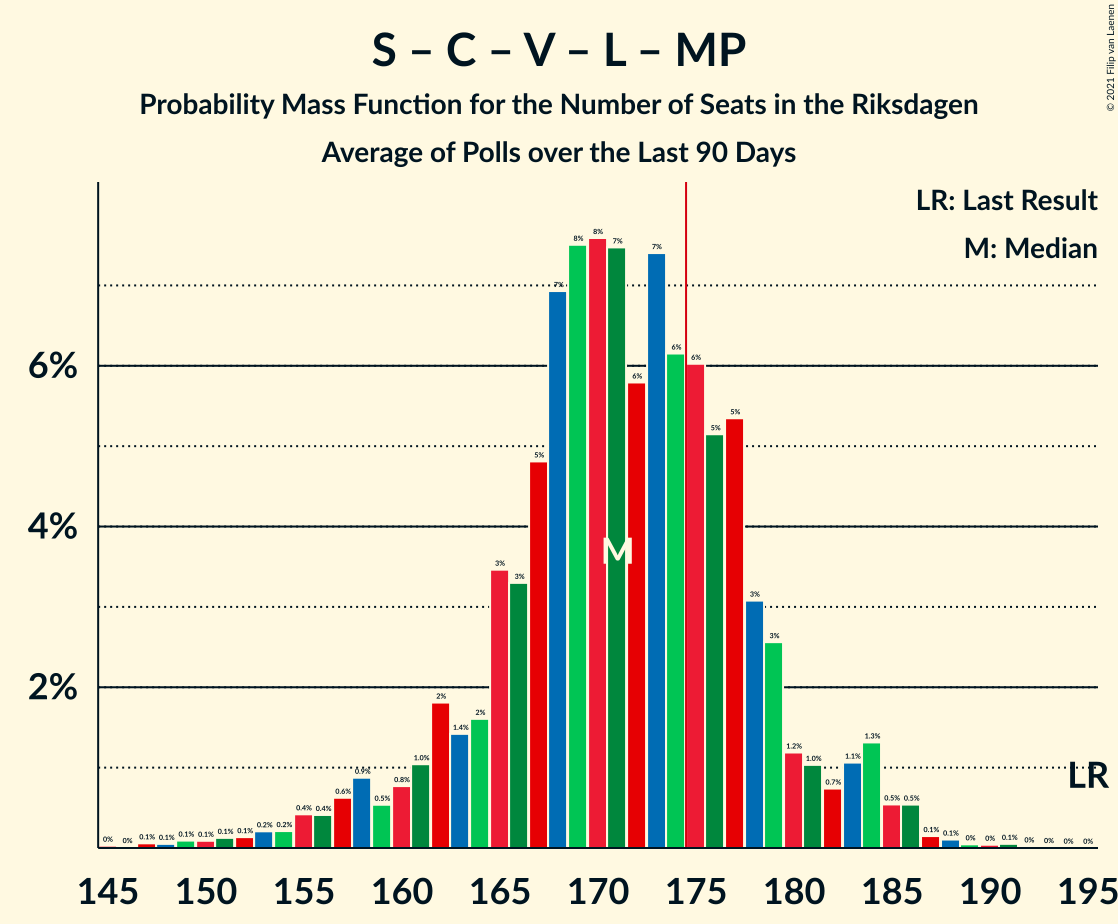 S – C – V – L – MP
Probability Mass Function for the Number of Seats in the Riksdagen
Average of Polls over the Last 90 Days
© 2021 Filip van Laenen
LR: Last Result
M: Median
6%
4%
2%
0% 0% 0.1% 0.1% 0.1% 0.1% 0.1% 0.1% 0.2% 0.2% 0.4% 0.4% 0.6% 0.9% 0.5% 0.8% 1.0% 2% 1.4% 2% 3% 3% 5% 7% 8% 8% 7% 6% 7% 6% 6% 5% 5% 3% 3% 1.2% 1.0% 0.7% 1.1% 1.3% 0.5% 0.5% 0.1% 0.1% 0% 0% 0.1% 0% 0% 0% 0%
M
LR
145 150 155 160 165 170 175 180 185 190 195